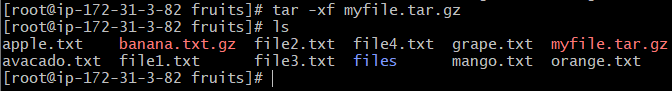 [root@ip-172-31-3-82 fruits]# tar -xf myfile.tar.gz
[root@ip-172-31-3-82 fruits]# ls
apple.txt banana.txt.gz file2.txt file4.txt grape.txt myfile.tar.gz
avacado.txt file1.txt file3.txt files mango.txt orange.txt
[root@ip-172-31-3-82 fruits]#